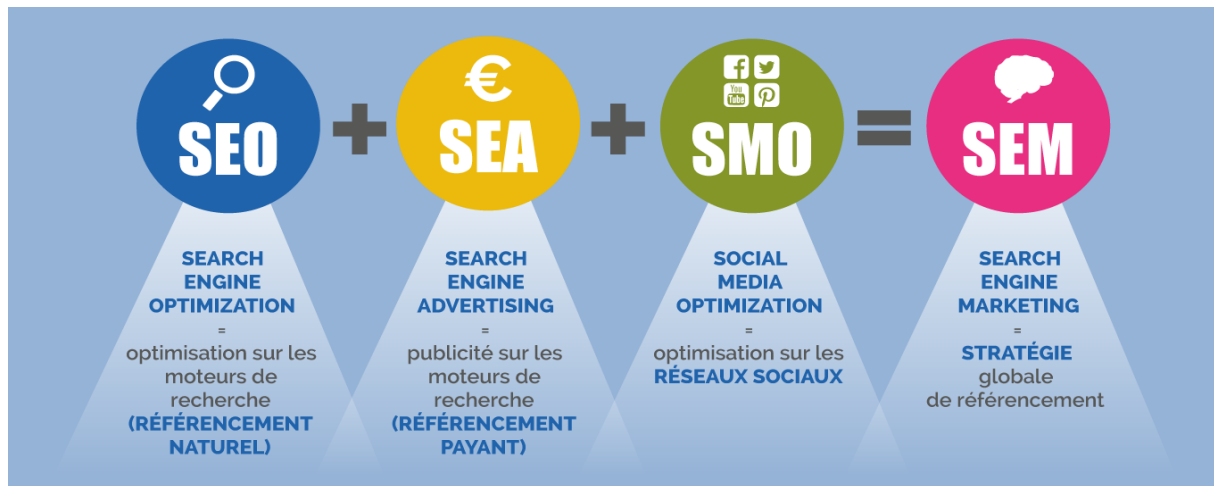 SEO + SEA + SMO = SEM
€
You
Tube
SEARCH
ENGINE
OPTIMIZATION
=
optimisation sur les
moteurs de
recherche
(RÉFÉRENCEMENT
NATUREL)
SEARCH
ENGINE
ADVERTISING
=
publicité sur les
moteurs de
recherche
(RÉFÉRENCEMENT
PAYANT)
SOCIAL
MEDIA
OPTIMIZATION
=
optimisation sur les
RÉSEAUX SOCIAUX
SEARCH
ENGINE
MARKETING
=
STRATÉGIE
globale
de référencement